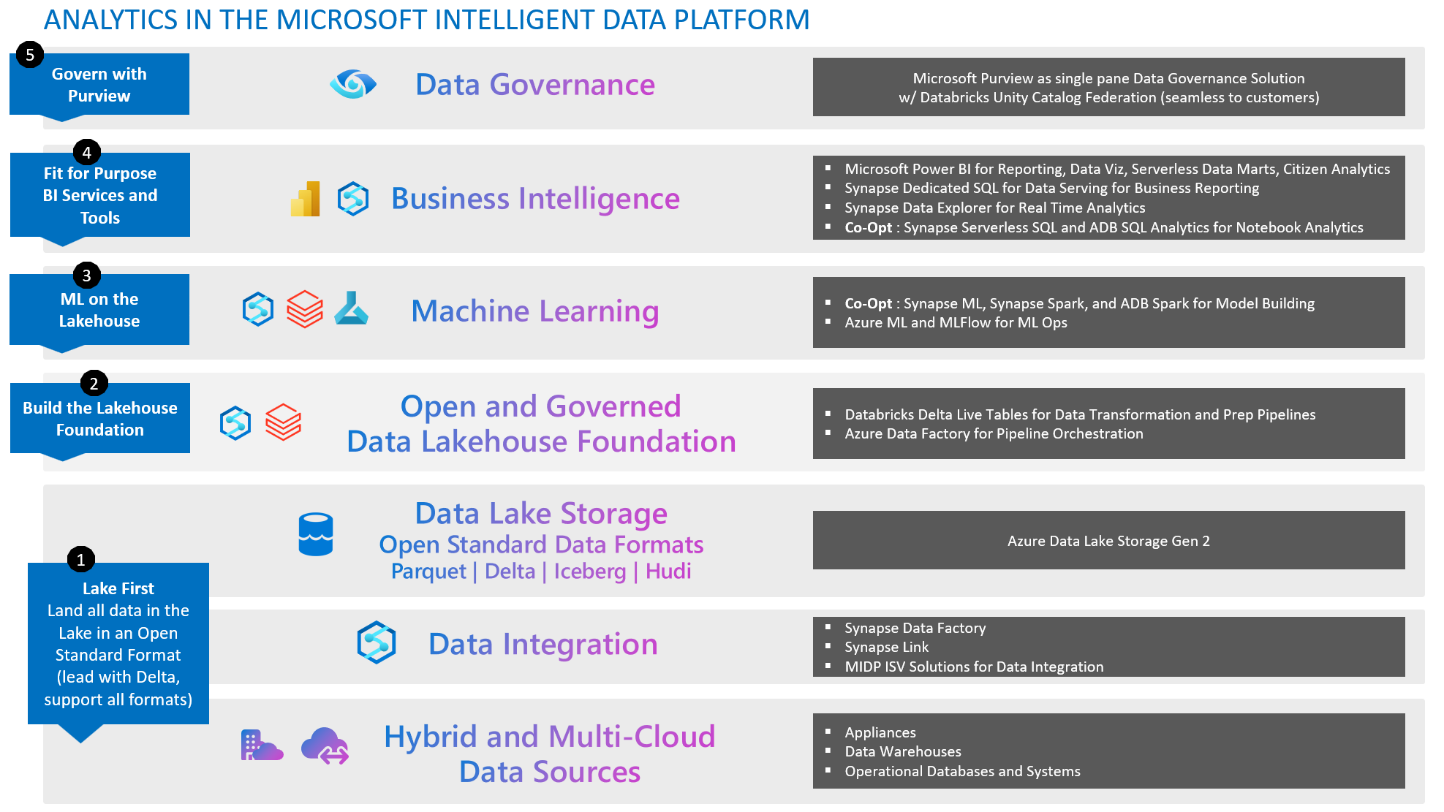 ANALYTICS IN THE MICROSOFT INTELLIGENT DATA PLATFORM
5
Govern with
Purview
Data Governance
Microsoft Purview as single pane Data Governance Solution
w/ Databricks Unity Catalog Federation (seamless to customers)
4
Fit for Purpose
BI Services and
Tools
Business Intelligence
▪ Microsoft Power BI for Reporting, Data Viz, Serverless Data Marts, Citizen Analytics
▪ Synapse Dedicated SQL for Data Serving for Business Reporting
▪ Synapse Data Explorer for Real Time Analytics
▪ Co-Opt : Synapse Serverless SQL and ADB SQL Analytics for Notebook Analytics
3
ML on the
Lakehouse
Machine Learning
▪ Co-Opt : Synapse ML, Synapse Spark, and ADB Spark for Model Building
▪ Azure ML and MLFlow for ML Ops
2
Build the Lakehouse
Foundation
Open and Governed
Data Lakehouse Foundation
▪ Databricks Delta Live Tables for Data Transformation and Prep Pipelines
▪ Azure Data Factory for Pipeline Orchestration
1
Lake First
Land all data in the
Lake in an Open
Standard Format
(lead with Delta,
support all formats)
Data Lake Storage
Open Standard Data Formats
Parquet | Delta | Iceberg | Hudi
Azure Data Lake Storage Gen 2
Data Integration
▪ Synapse Data Factory
▪ Synapse Link
▪ MIDP ISV Solutions for Data Integration
Hybrid and Multi-Cloud
Data Sources
▪ Appliances
▪ Data Warehouses
▪ Operational Databases and Systems